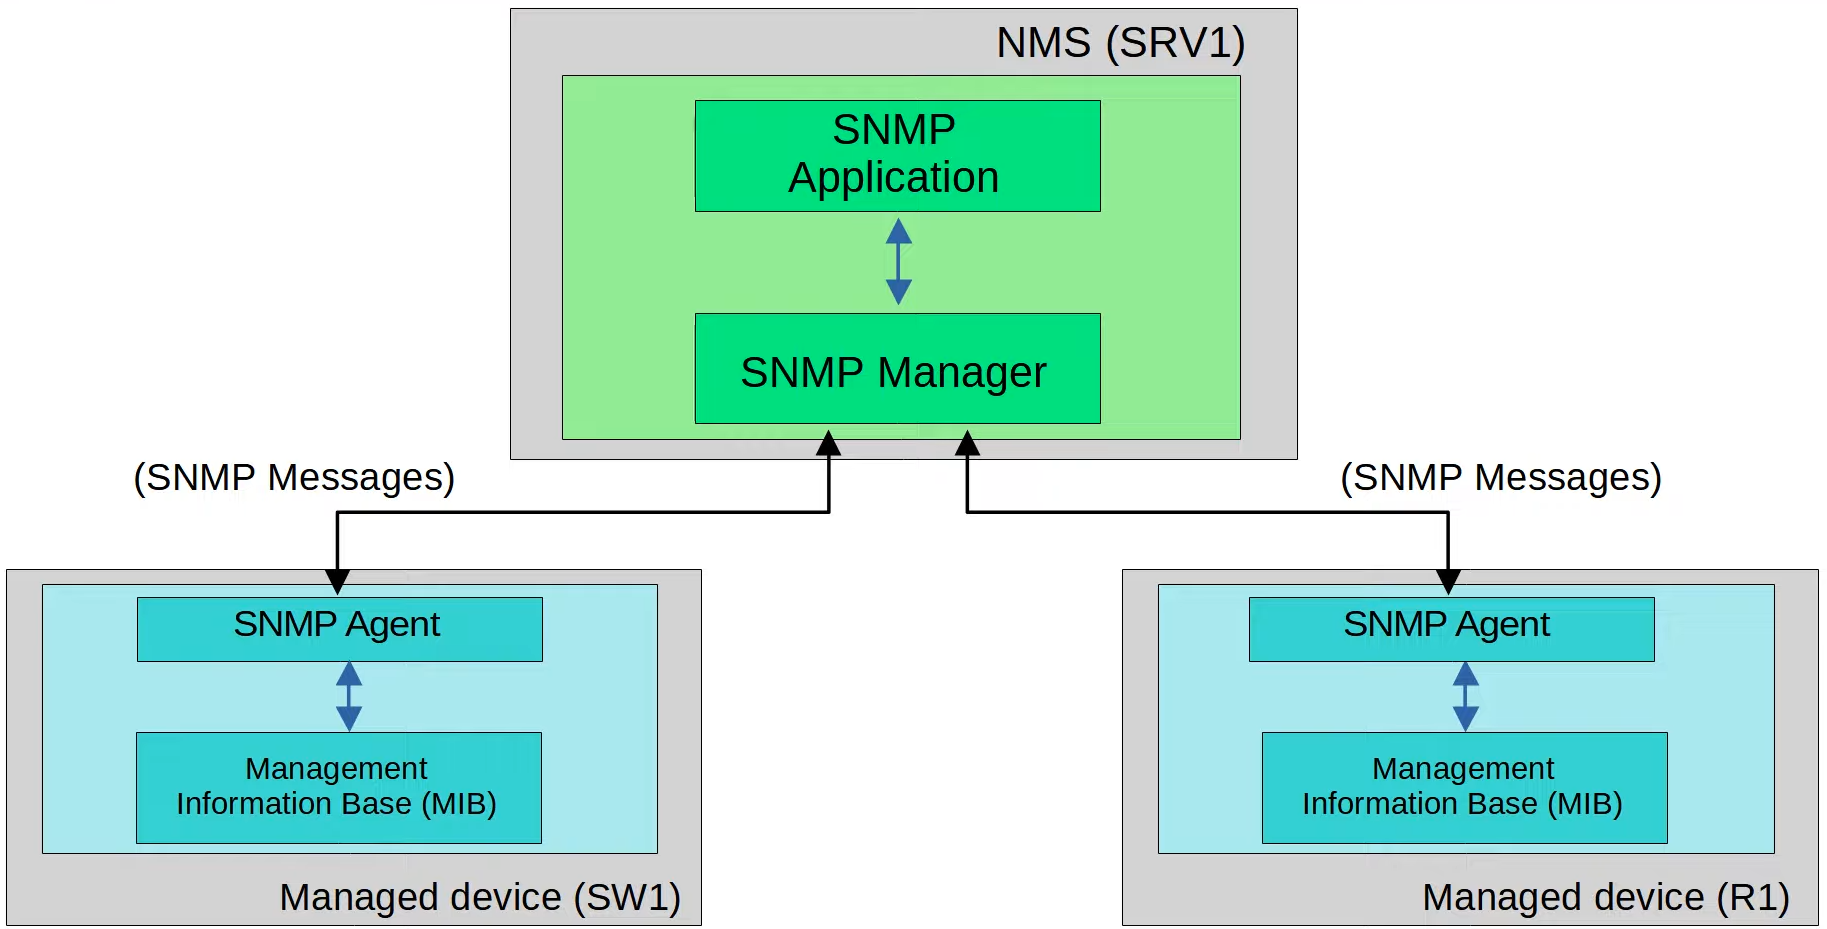 NMS (SRV1)
SNMP
Application
SNMP Manager
(SNMP Messages)
(SNMP Messages)
SNMP Agent
Management
Information Base (MIB)
Managed device (SW1)
SNMP Agent
Management
Information Base (MIB)
Managed device (R1)